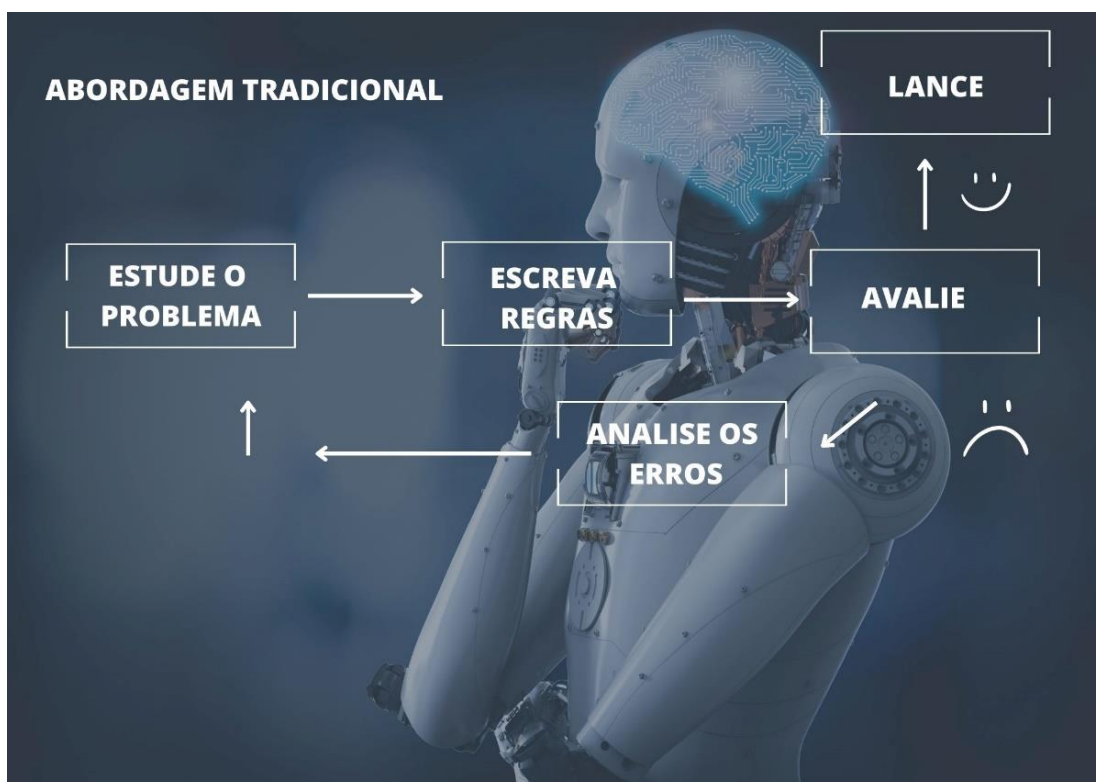 ABORDAGEM TRADICIONAL
LANCE
ESTUDE O
PROBLEMA
ESCREVA
REGRAS
AVALIE
ANALISE OS
ERROS